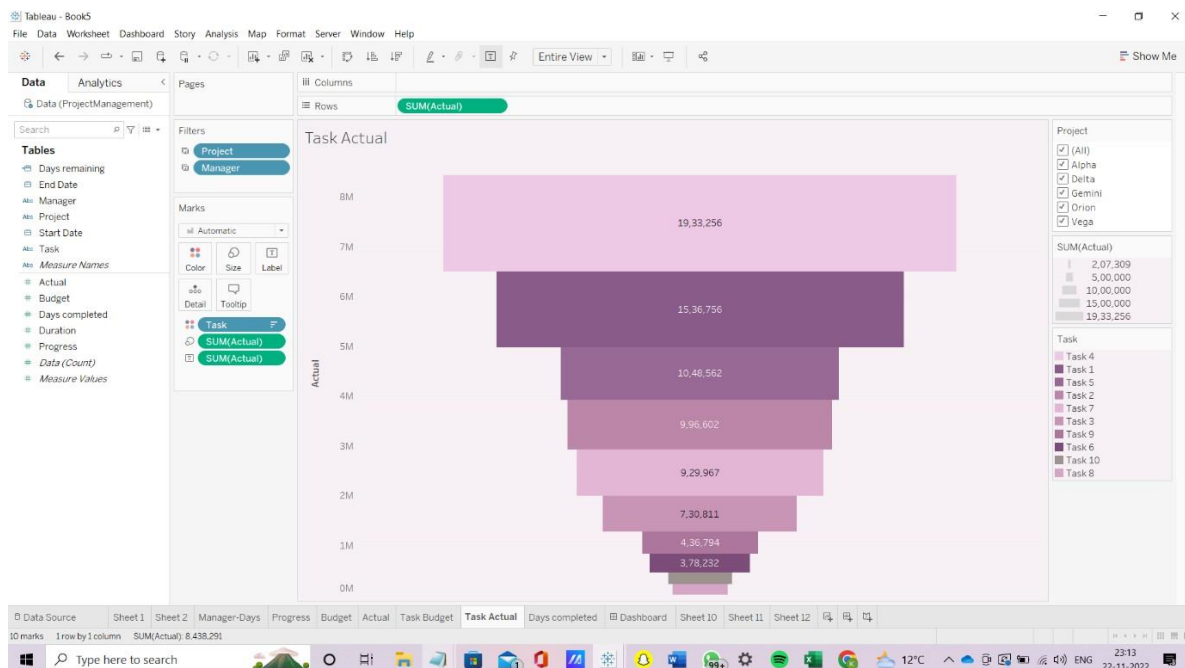 Tableau - Book5
File Data Worksheet Dashboard Story Analysis Map Format Server Window Help
Entire View
Show Me
Data Analytics
Data (ProjectManagement)
Search
Tables
Days remaining
End Date
Abc Manager
Abc Project
Start Date
Abc Task
Abc Measure Names
# Actual
# Budget
# Days completed
# Duration
# Progress
# Data (Count)
# Measure Values
Pages
Filters
Project
Manager
Marks
Automatic
Color Size Label
Detail Tooltip
Task
SUM(Actual)
SUM(Actual)
Columns
Rows SUM(Actual)
Task Actual
Actual
8M
7M
6M
5M
4M
3M
2M
1M
0M
19,33,256
15,36,756
10,48,562
9,96,602
9,29,967
7,30,811
4,36,794
3,78,232
Project
(All)
Alpha
Delta
Gemini
Orion
Vega
SUM(Actual)
2,07,309
5,00,000
10,00,000
15,00,000
19,33,256
Task
Task 4
Task 1
Task 5
Task 2
Task 7
Task 3
Task 9
Task 6
Task 10
Task 8
Data Source Sheet 1 Sheet 2 Manager-Days Progress Budget Actual Task Budget Task Actual Days completed Dashboard Sheet 10 Sheet 11 Sheet 12
10 marks 1 row by 1 column SUM(Actual): 8,438,291
Type here to search
99+
12°C
ENG
23:13
22-11-2022